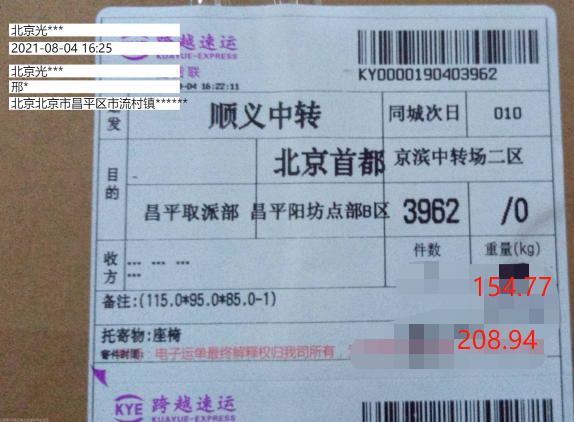 北京光***
2021-08-04 16:25
北京光***
邢*
北京北京市昌平区市流村镇******
跨越速运
KUAYUE-EXPRESS
联
-04 16:22:11
KY0000190403962
发
顺义中转
同城次日
010
目的
北京首都
京滨中转场二区
昌平取派部
昌平阳坊点部B区
3962
/0
收方
*** *** ***
***
件数
重量(kg)
154.77
备注:(115.0*95.0*85.0-1)
托寄物:座椅
208.94
寄件时间:
电子运单最终解释权归我司所有
KYE
跨越速运
KUAYUE-EXPRESS